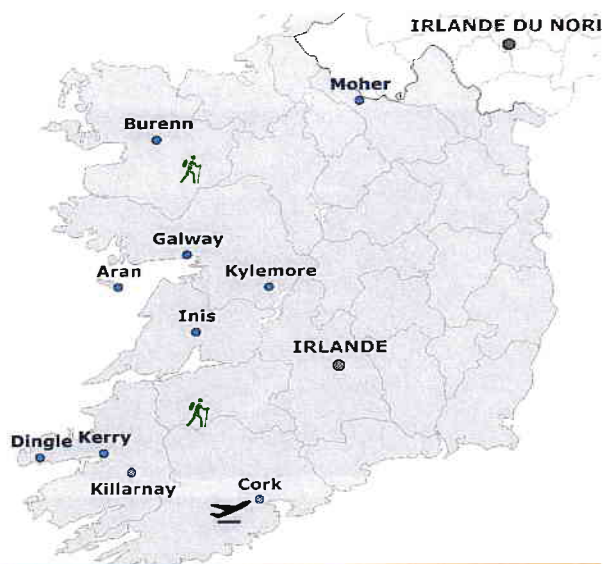 IRLANDE DU NORI
Moher
Burenn
Galway
Aran
Kylemore
Inis
IRLANDE
Dingle
Kerry
Killarnay
Cork